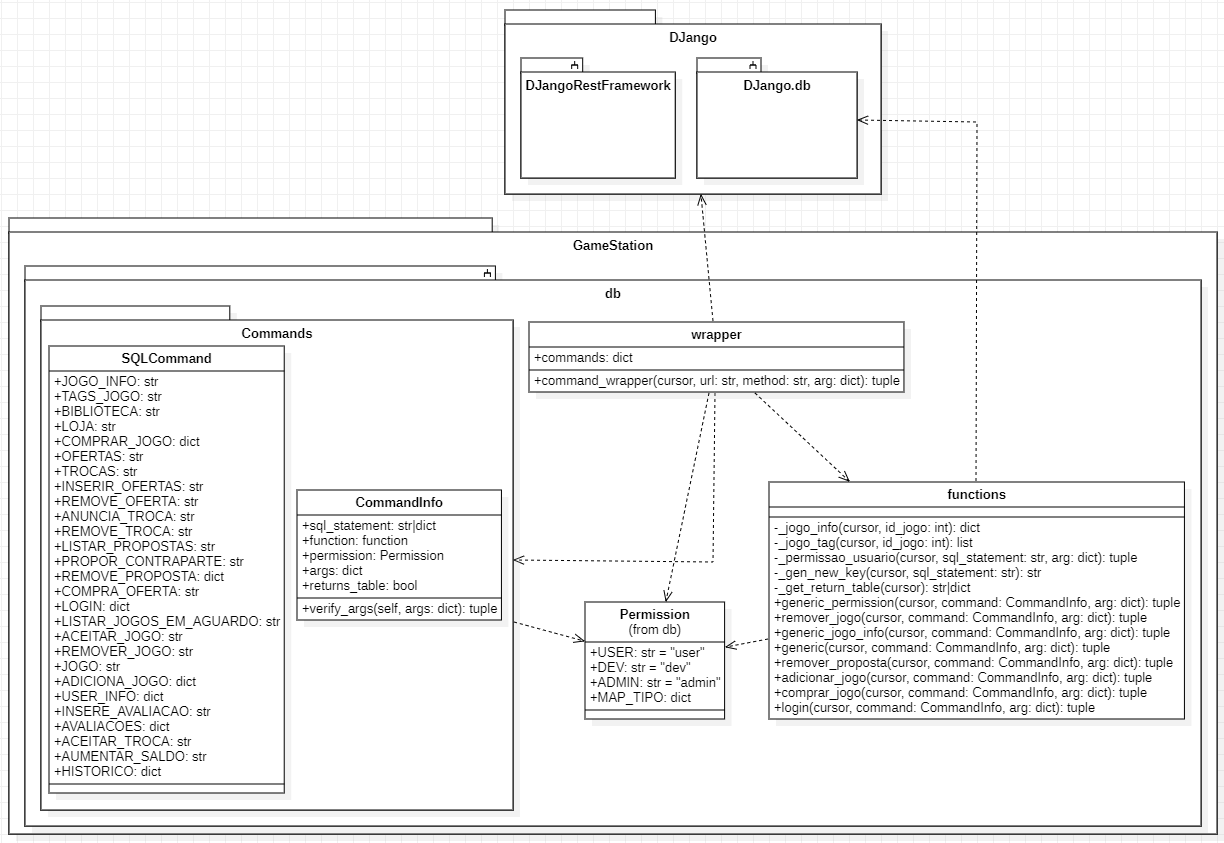 DJango
DJangoRestFramework
DJango.db
GameStation
db
Commands
SQLCommand
+JOGO_INFO: str
+TAGS_JOGO: str
+BIBLIOTECA: str
+LOJA: str
+COMPRAR_JOGO: dict
+OFERTAS: str
+TROCAS: str
+INSERIR_OFERTAS: str
+REMOVE_OFERTA: str
+ANUNCIA_TROCA: str
+REMOVE_TROCA: str
+LISTAR_PROPOSTAS: str
+PROPOR_CONTRAPARTE: str
+REMOVE_PROPOSTA: dict
+COMPRA_OFERTA: str
+LOGIN: dict
+LISTAR_JOGOS_EM_AGUARDO: str
+ACEITAR_JOGO: str
+REMOVER_JOGO: str
+JOGO: str
+ADICIONA_JOGO: dict
+USER_INFO: dict
+INSERE_AVALIACAO: str
+AVALIACOES: dict
+ACEITAR_TROCA: str
+AUMENTAR_SALDO: str
+HISTORICO: dict
CommandInfo
+sql_statement: str|dict
+function: function
+permission: Permission
+args: dict
+returns_table: bool
+verify_args(self, args: dict): tuple
wrapper
+commands: dict
+command_wrapper(cursor, url: str, method: str, arg: dict): tuple
Permission
(from db)
+USER: str = "user"
+DEV: str = "dev"
+ADMIN: str = "admin"
+MAP_TIPO: dict
functions
-_jogo_info(cursor, id_jogo: int): dict
-_jogo_tag(cursor, id_jogo: int): list
-_permissao_usuario(cursor, sql_statement: str, arg: dict): tuple
-_gen_new_key(cursor, sql_statement: str): str
-_get_return_table(cursor): str|dict
+generic_permission(cursor, command: CommandInfo, arg: dict): tuple
+remover_jogo(cursor, command: CommandInfo, arg: dict): tuple
+generic_jogo_info(cursor, command: CommandInfo, arg: dict): tuple
+generic(cursor, command: CommandInfo, arg: dict): tuple
+remover_proposta(cursor, command: CommandInfo, arg: dict): tuple
+adicionar_jogo(cursor, command: CommandInfo, arg: dict): tuple
+comprar_jogo(cursor, command: CommandInfo, arg: dict): tuple
+login(cursor, command: CommandInfo, arg: dict): tuple